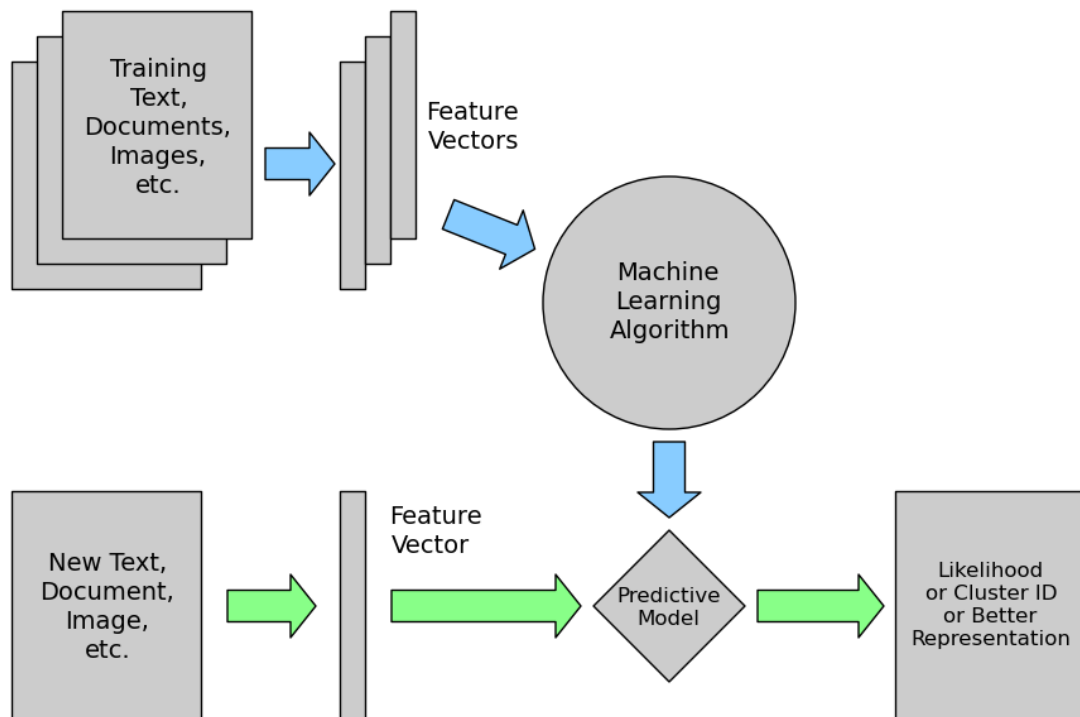 Training
Text,
Documents,
Images,
etc.
Feature
Vectors
Machine
Learning
Algorithm
New Text,
Document,
Image,
etc.
Feature
Vector
Predictive
Model
Likelihood
or Cluster ID
or Better
Representation